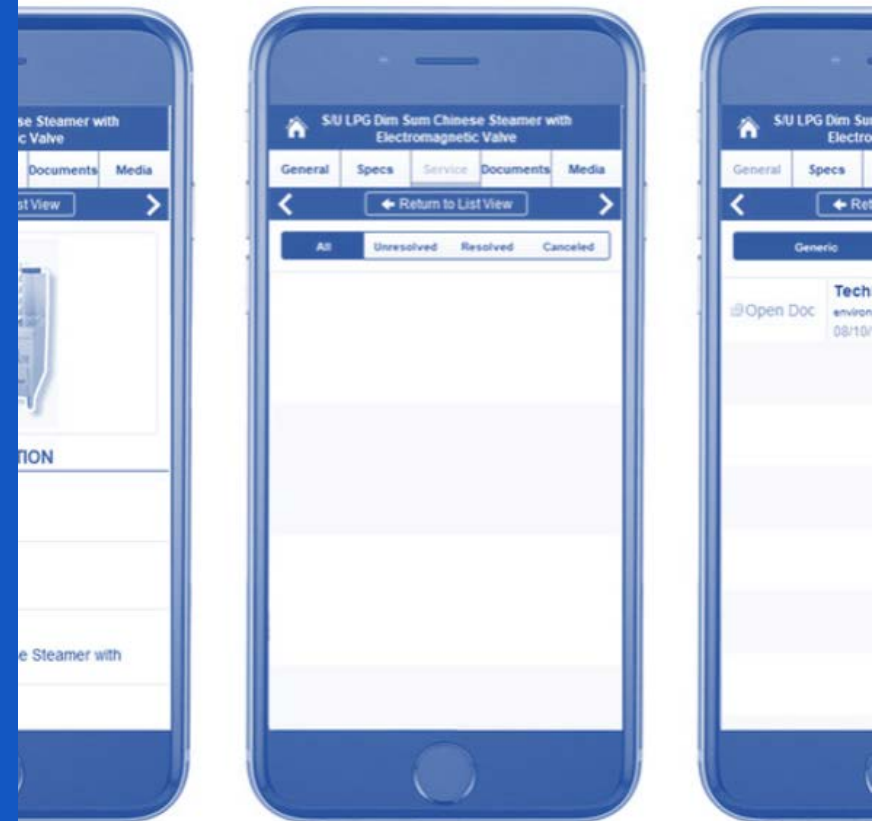 se Steamer with
c Valve
Documents Media
st View
TION
e Steamer with
S/U LPG Dim Sum Chinese Steamer with
Electromagnetic Valve
General Specs Service Documents Media
Return to List View
All Unresolved Resolved Canceled
S/U LPG Dim Sum
Electro
General Specs
Ret
Generic
Open Doc
Techn
environ
08/10/